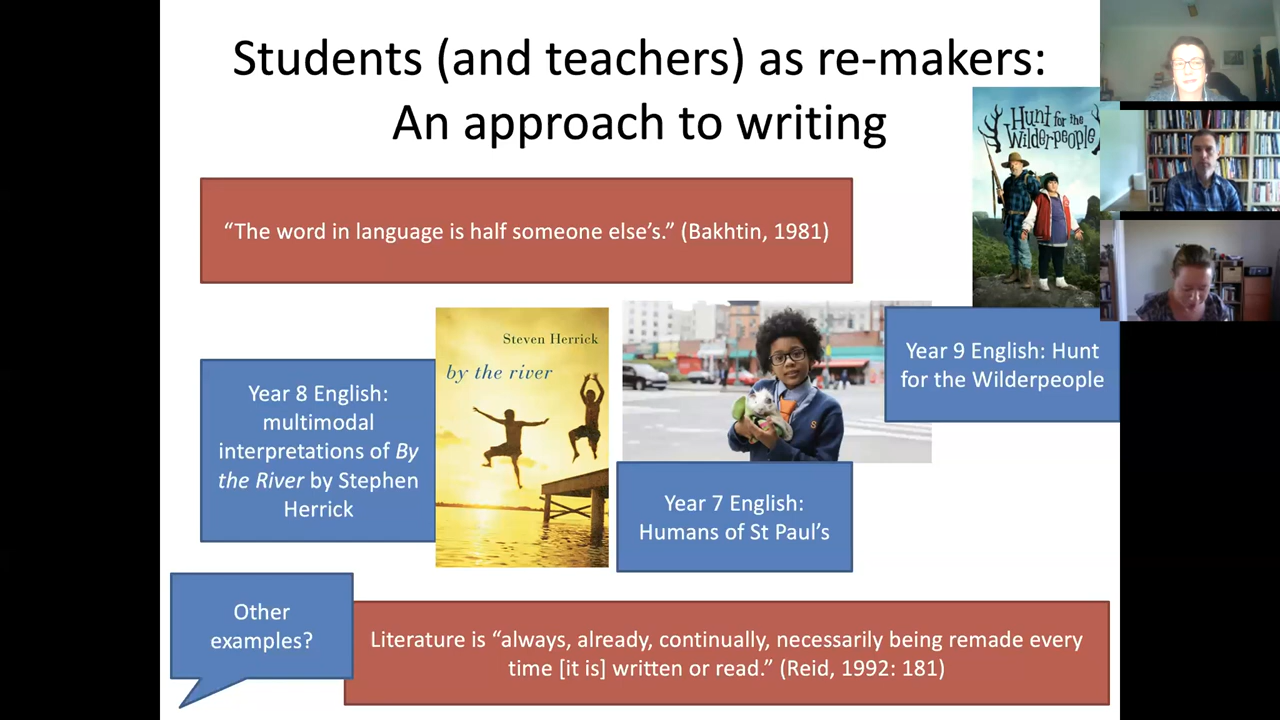 Students (and teachers) as re-makers:
An approach to writing
Hunt for the
Wilderpeople
“The word in language is half someone else’s.” (Bakhtin, 1981)
Steven Herrick
by the river
Year 8 English:
multimodal
interpretations of By
the River by Stephen
Herrick
Year 9 English: Hunt
for the Wilderpeople
Year 7 English:
Humans of St Paul’s
Other
examples?
Literature is “always, already, continually, necessarily being remade every
time [it is] written or read.” (Reid, 1992: 181)